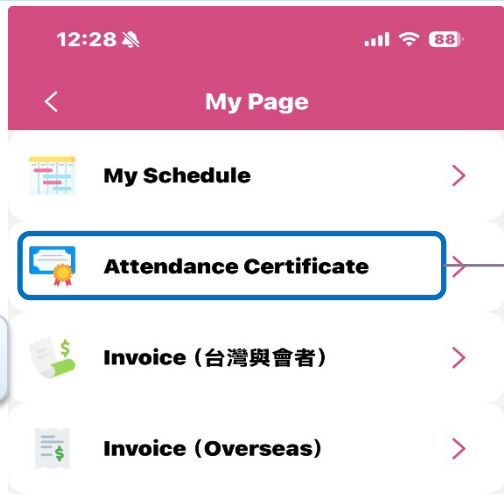 12:28
88
My Page
My Schedule
Attendance Certificate
Invoice (台灣與會者)
Invoice (Overseas)